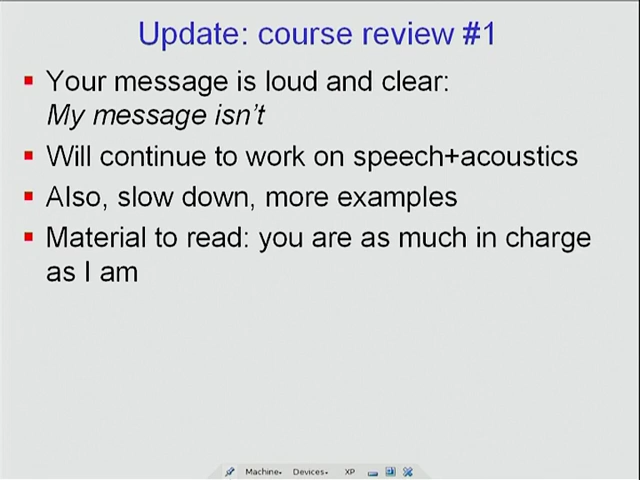 Update: course review #1
Your message is loud and clear:
My message isn't
Will continue to work on speech+acoustics
Also, slow down, more examples
Material to read: you are as much in charge
as I am
Machine Devices XP